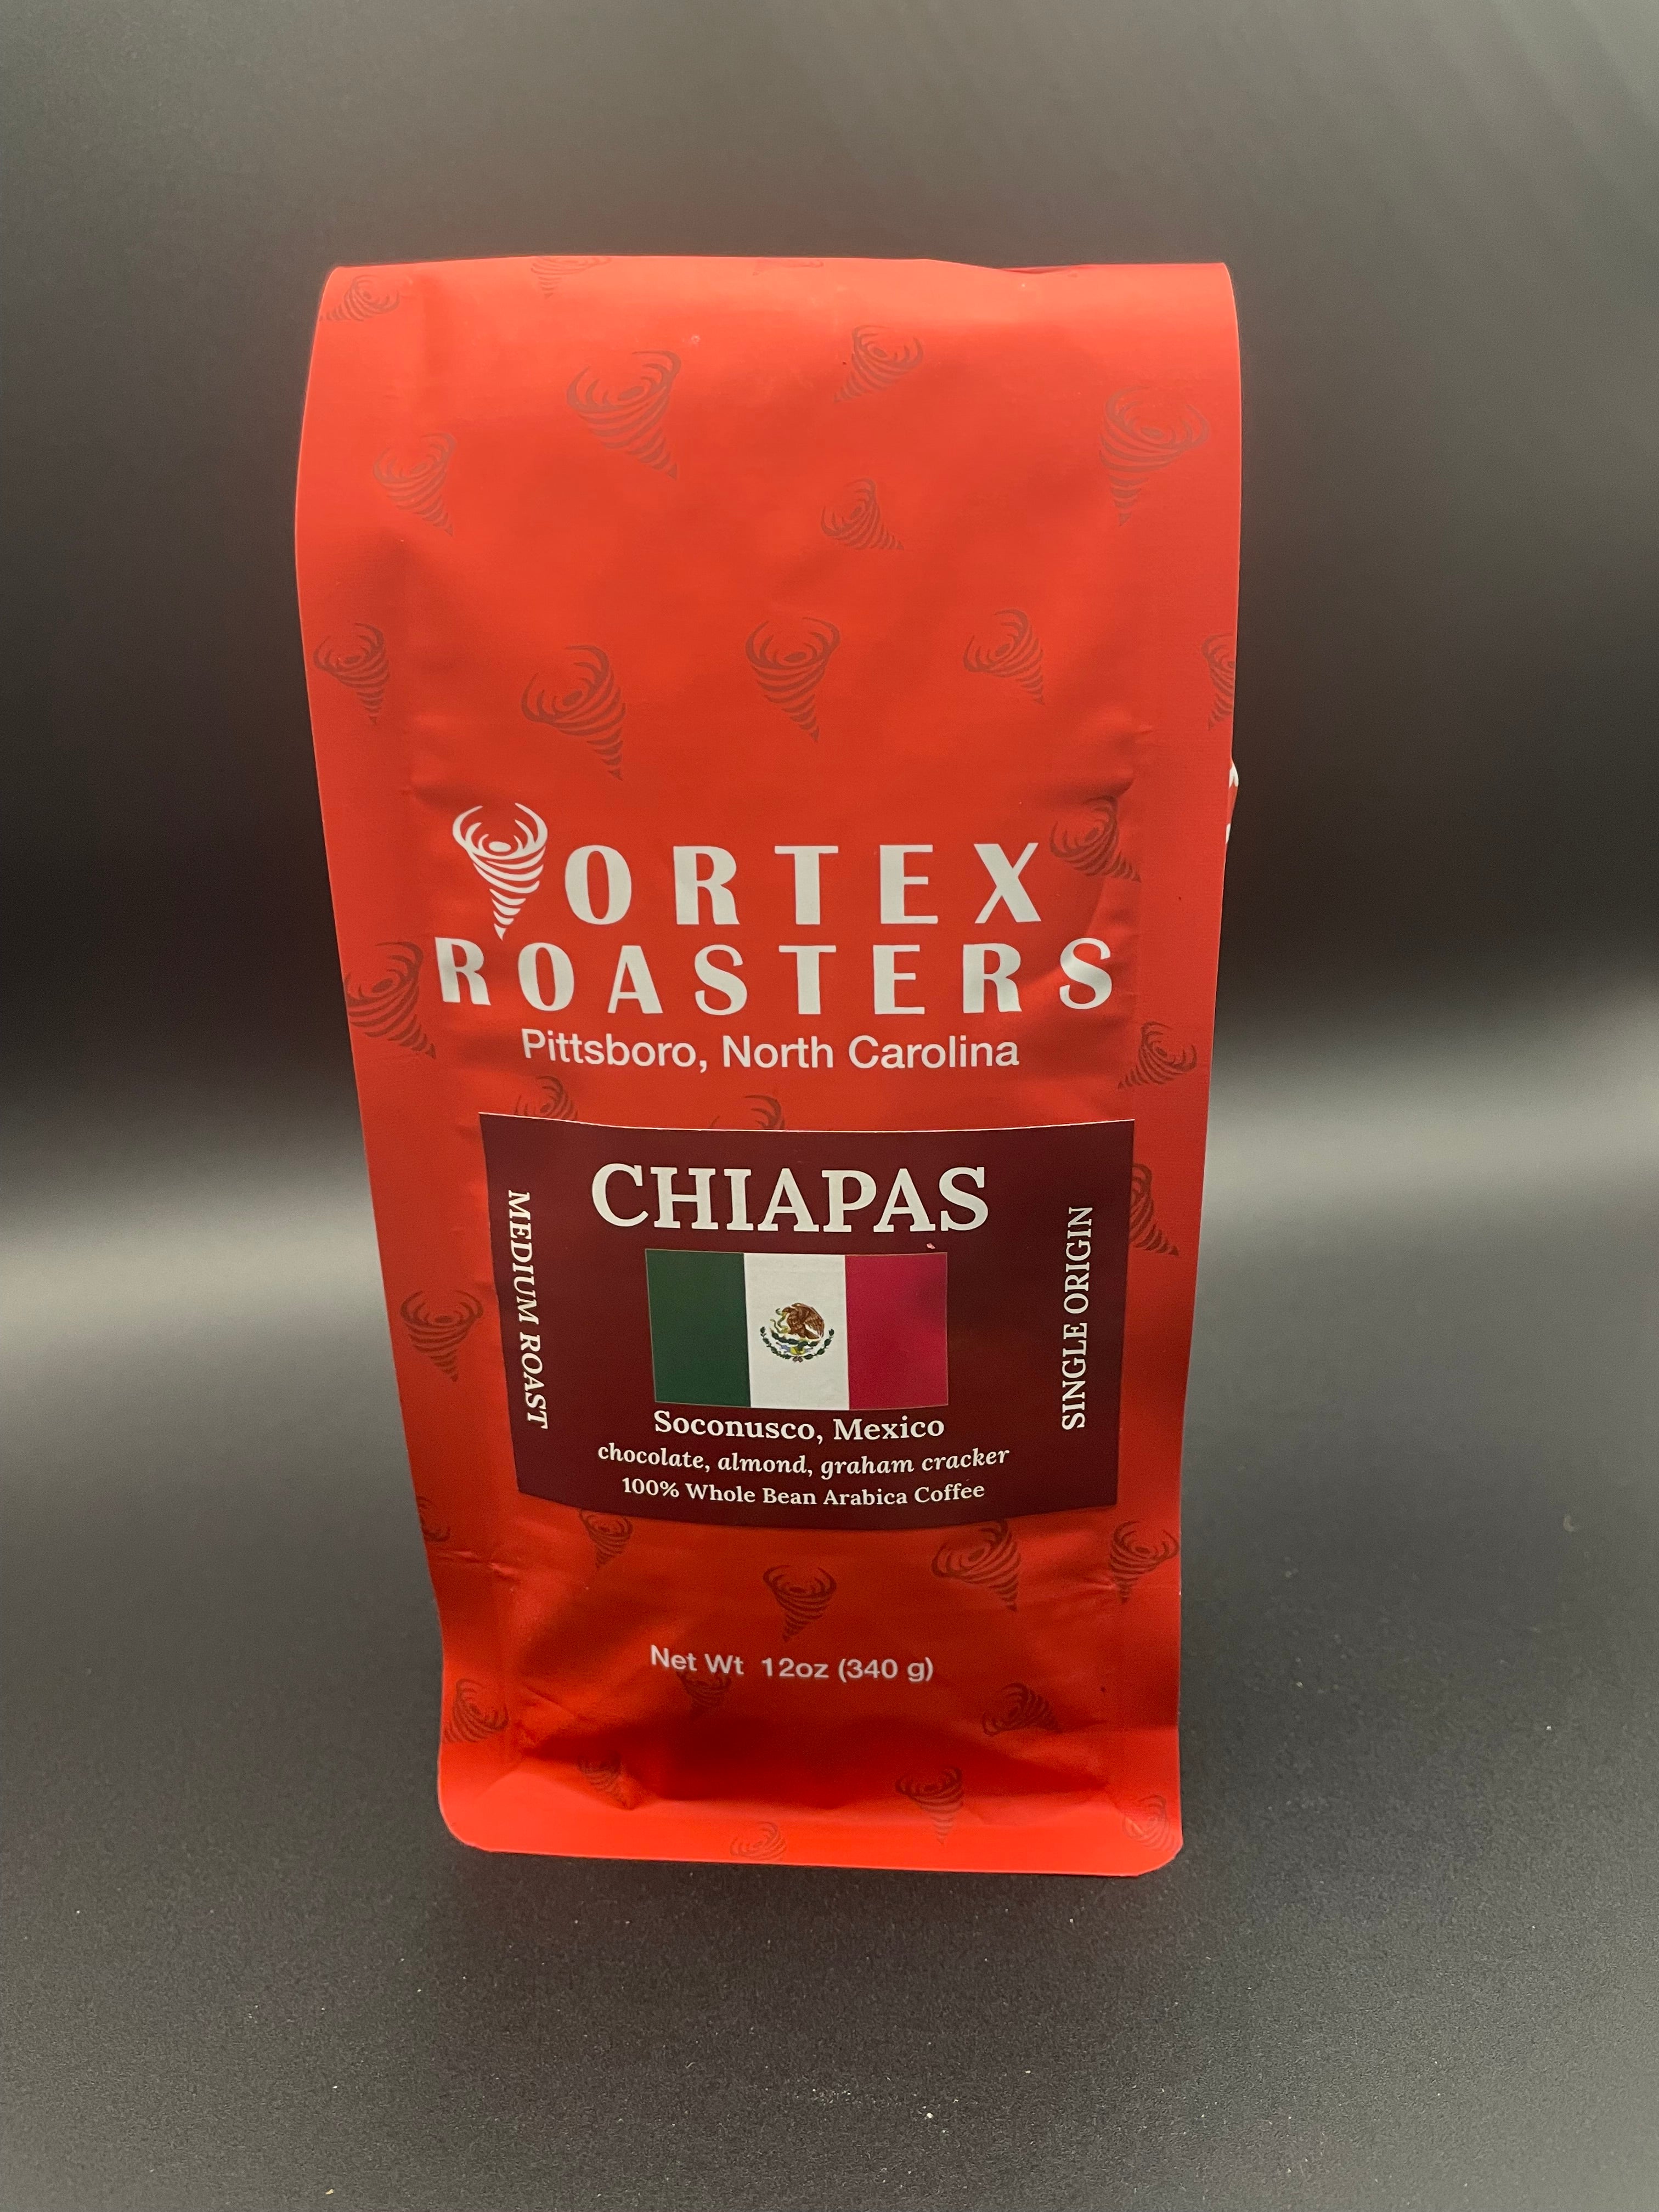 VORTEX
ROASTERS
Pittsboro, North Carolina
CHIAPAS
MEDIUM ROAST
SINGLE ORIGIN
Soconusco, Mexico
chocolate, almond, graham cracker
100% Whole Bean Arabica Coffee
Net Wt 12oz (340 g)